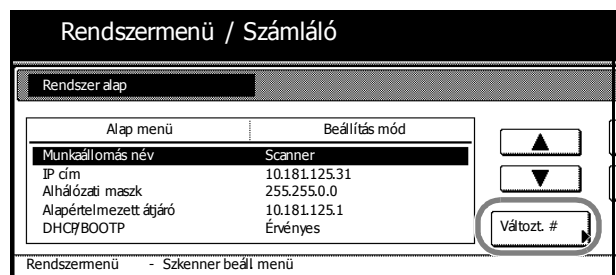 Rendszermenü / Számláló
Rendszer alap
Alap menü Beállítás mód
Munkaállomás név Scanner
IP cím 10.181.125.31
Alhálózati maszk 255.255.0.0
Alapértelmezett átjáró 10.181.125.1
DHCP/BOOTP Érvényes
Változt. #
Rendszermenü - Szkenner beáll. menü